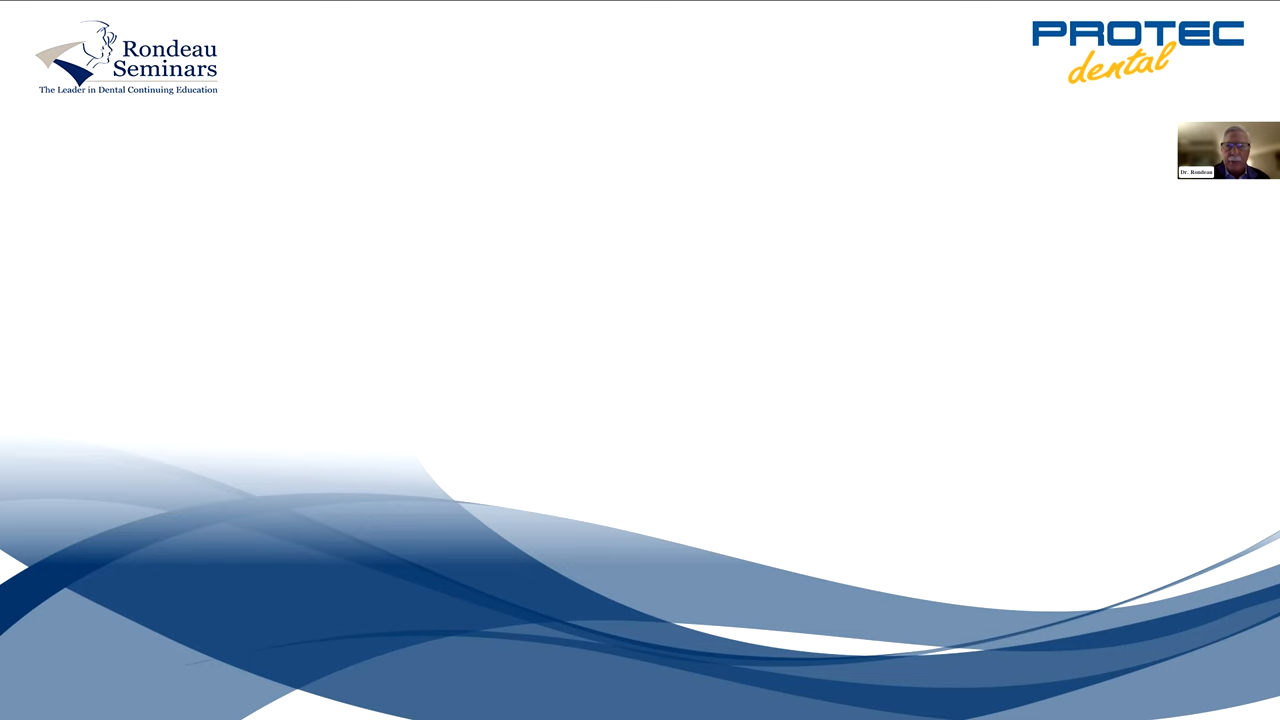 Rondeau
Seminars
The Leader in Dental Continuing Education
PROTEC
dental
Dr. Rondeau